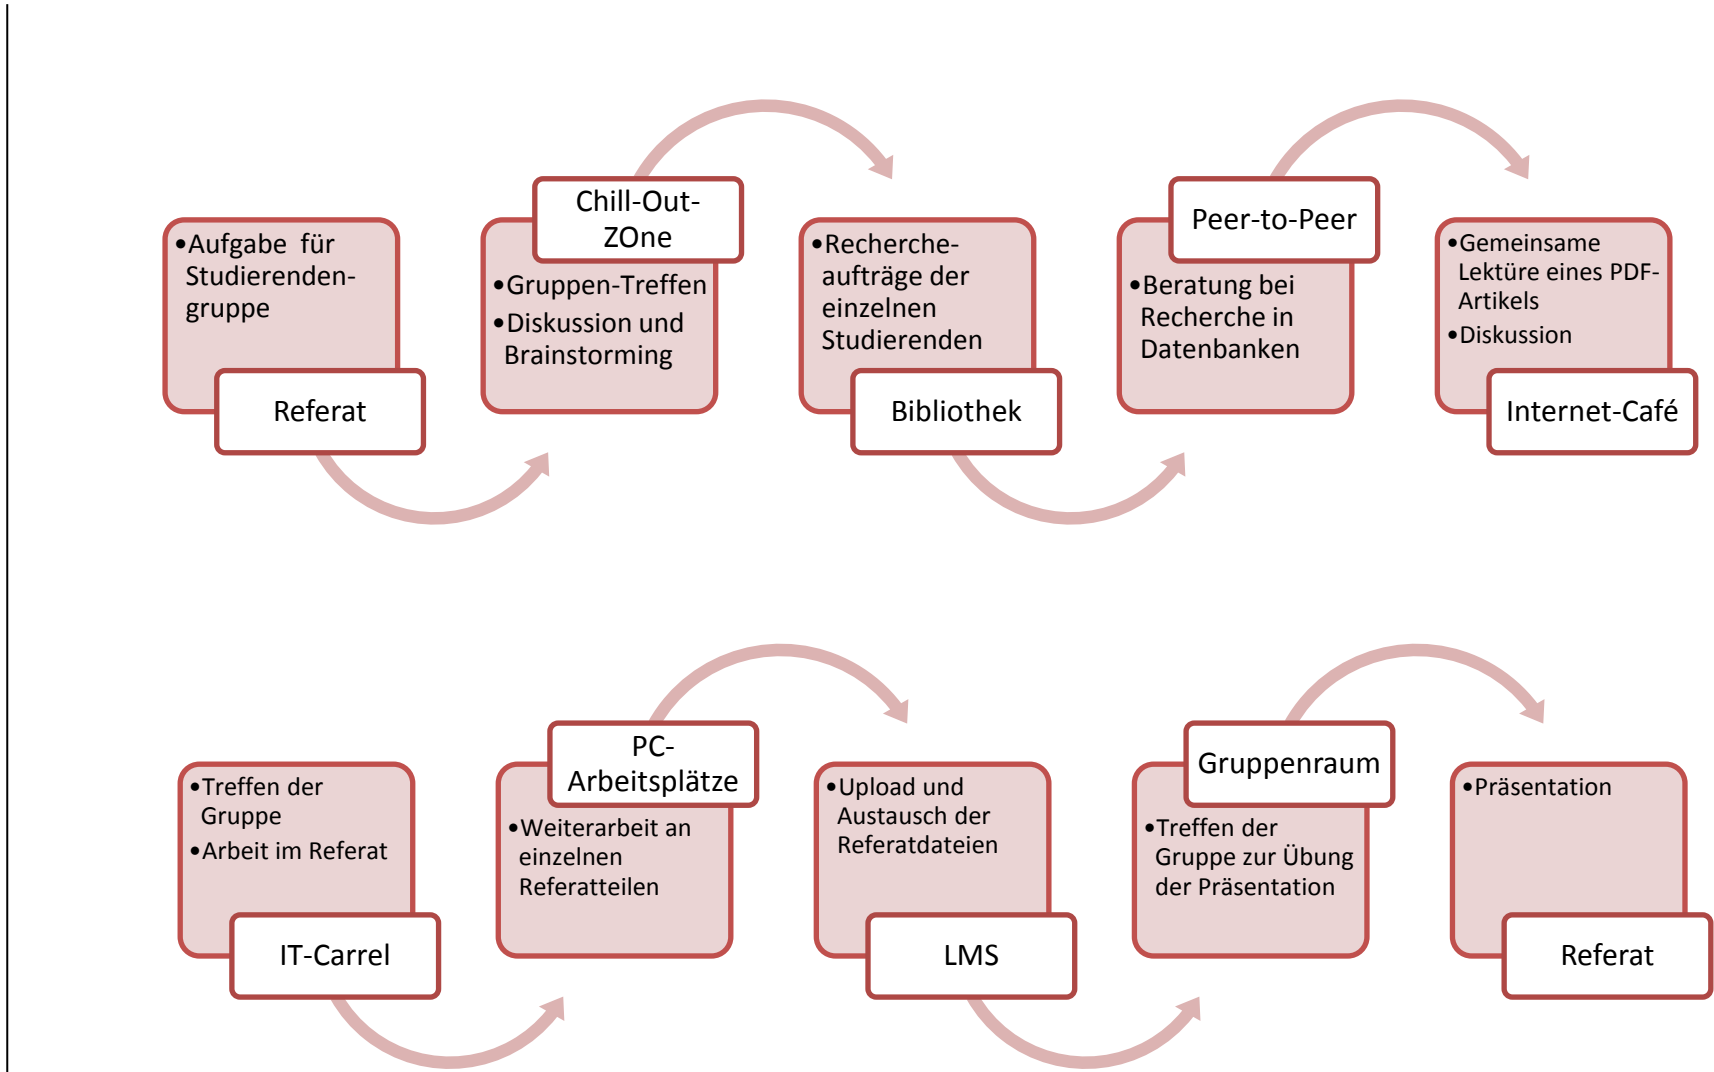 •Aufgabe für
Studierenden-
gruppe
Referat
Chill-Out-
ZOne
•Gruppen-Treffen
•Diskussion und
Brainstorming
•Recherche-
aufträge der
einzelnen
Studierenden
Bibliothek
Peer-to-Peer
•Beratung bei
Recherche in
Datenbanken
•Gemeinsame
Lektüre eines PDF-
Artikels
•Diskussion
Internet-Café
•Treffen der
Gruppe
•Arbeit im Referat
IT-Carrel
PC-
Arbeitsplätze
•Weiterarbeit an
einzelnen
Referatteilen
•Upload und
Austausch der
Referatdateien
LMS
Gruppenraum
•Treffen der
Gruppe zur Übung
der Präsentation
•Präsentation
Referat